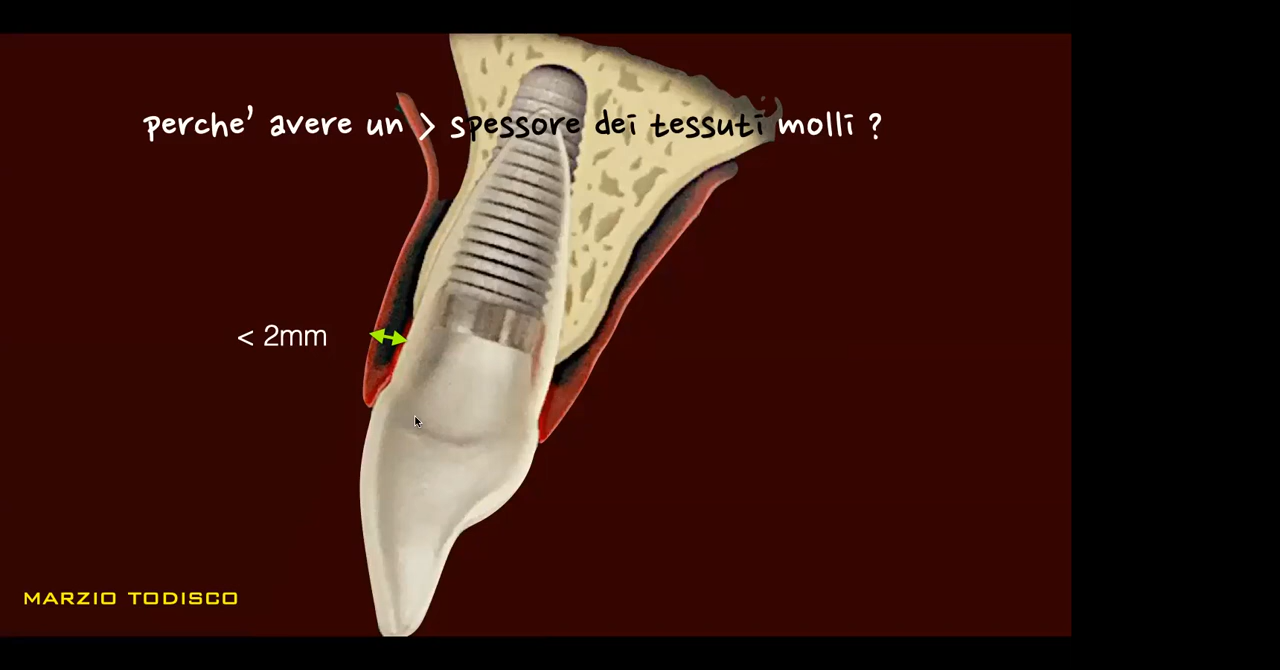 perche' avere un > spessore dei tessuti molli ?
< 2mm
MARZIO TODISCO